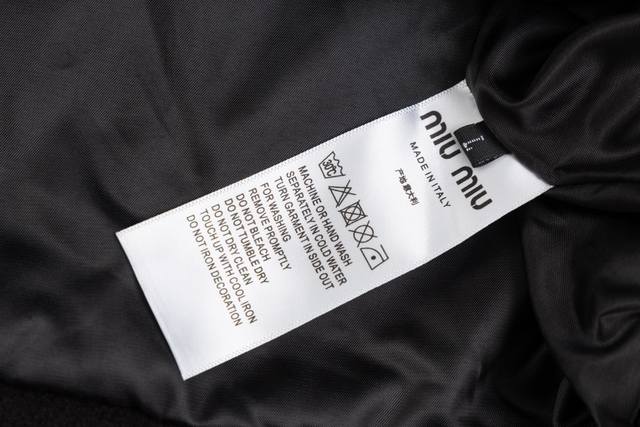 miu miu
MADE IN ITALY
产地:意大利
30℃
MACHINE OR HAND WASH
SEPARATELY IN COLD WATER
TURN GARMENT IN SIDE OUT
FOR WASHING
REMOVE PROMPTLY
DO NOT BLEACH
DO NOT TUMBLE DRY
DO NOT DRY CLEAN
TOUCH UP WITH COOL IRON
DO NOT IRON DECORATION